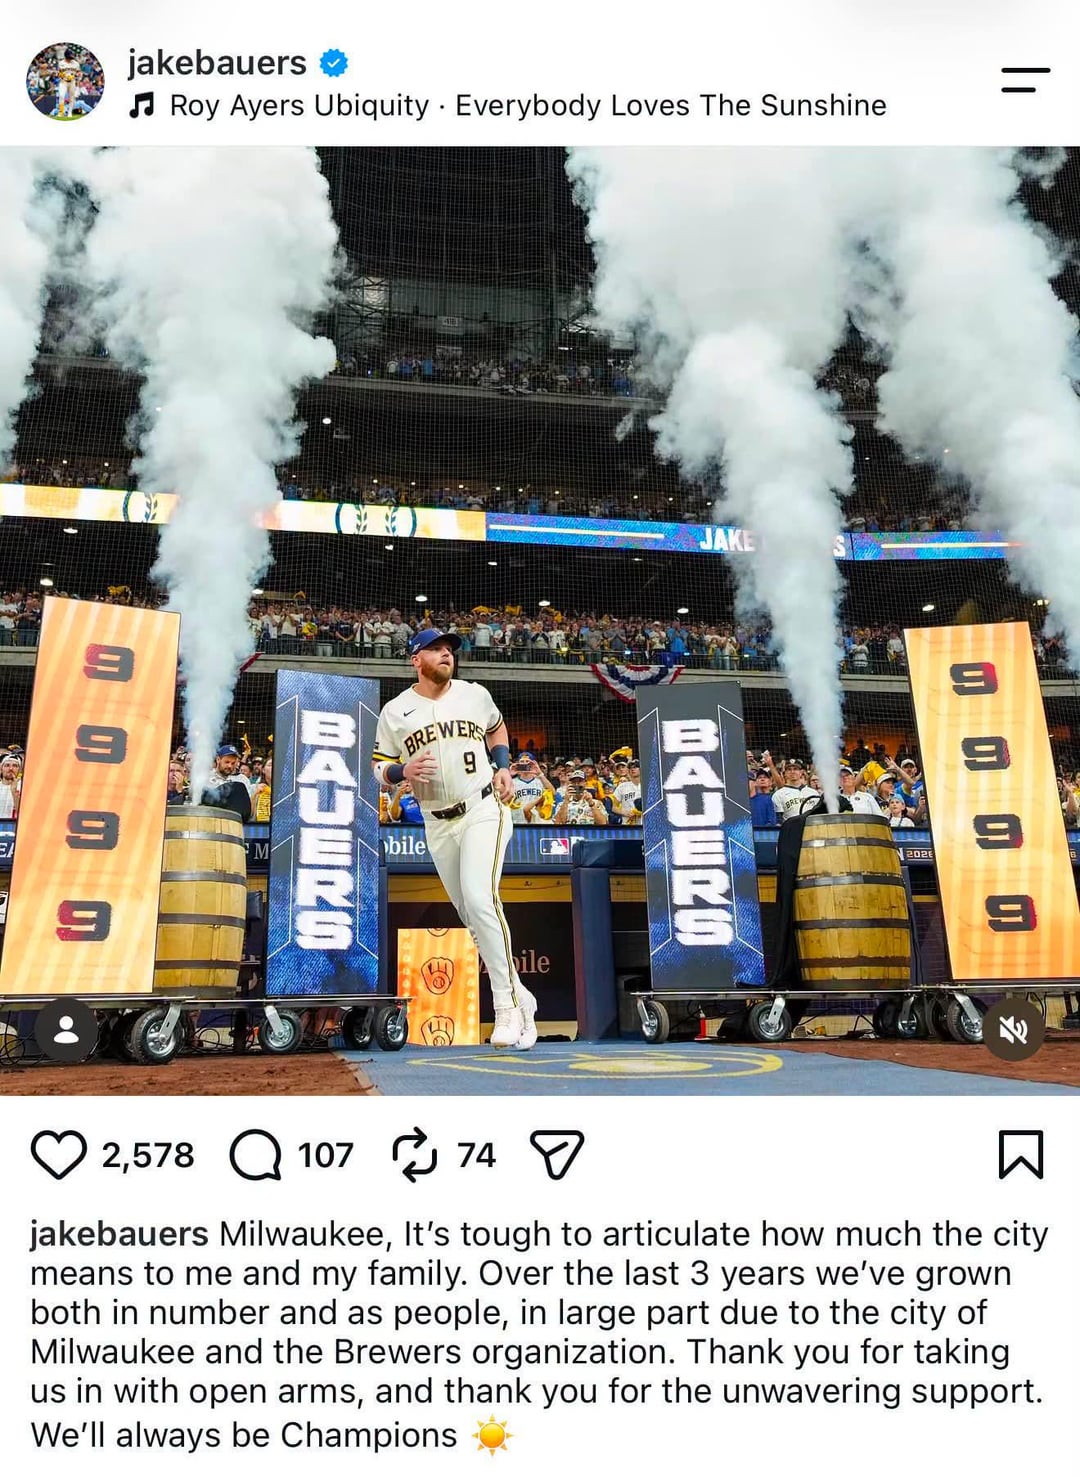 jakebauers
Roy Ayers Ubiquity · Everybody Loves The Sunshine
JAKE
S
9
9
9
9
BAUERS
BREWERS
9
BAUERS
9
9
9
9
bile
M
bile
2,578
107
74
jakebauers Milwaukee, It’s tough to articulate how much the city
means to me and my family. Over the last 3 years we’ve grown
both in number and as people, in large part due to the city of
Milwaukee and the Brewers organization. Thank you for taking
us in with open arms, and thank you for the unwavering support.
We’ll always be Champions ☀️